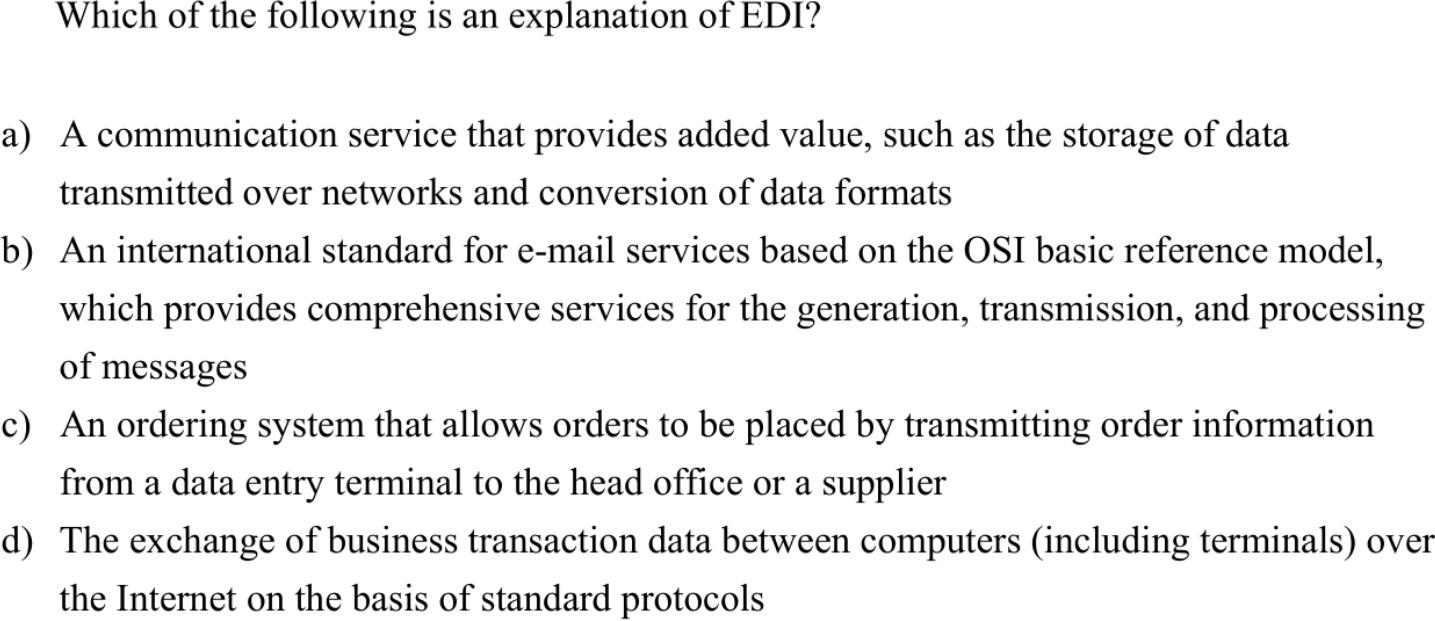 Which of the following is an explanation of EDI?
a) A communication service that provides added value, such as the storage of data
transmitted over networks and conversion of data formats
b) An international standard for e-mail services based on the OSI basic reference model,
which provides comprehensive services for the generation, transmission, and processing
of messages
c) An ordering system that allows orders to be placed by transmitting order information
from a data entry terminal to the head office or a supplier
d) The exchange of business transaction data between computers (including terminals) over
the Internet on the basis of standard protocols